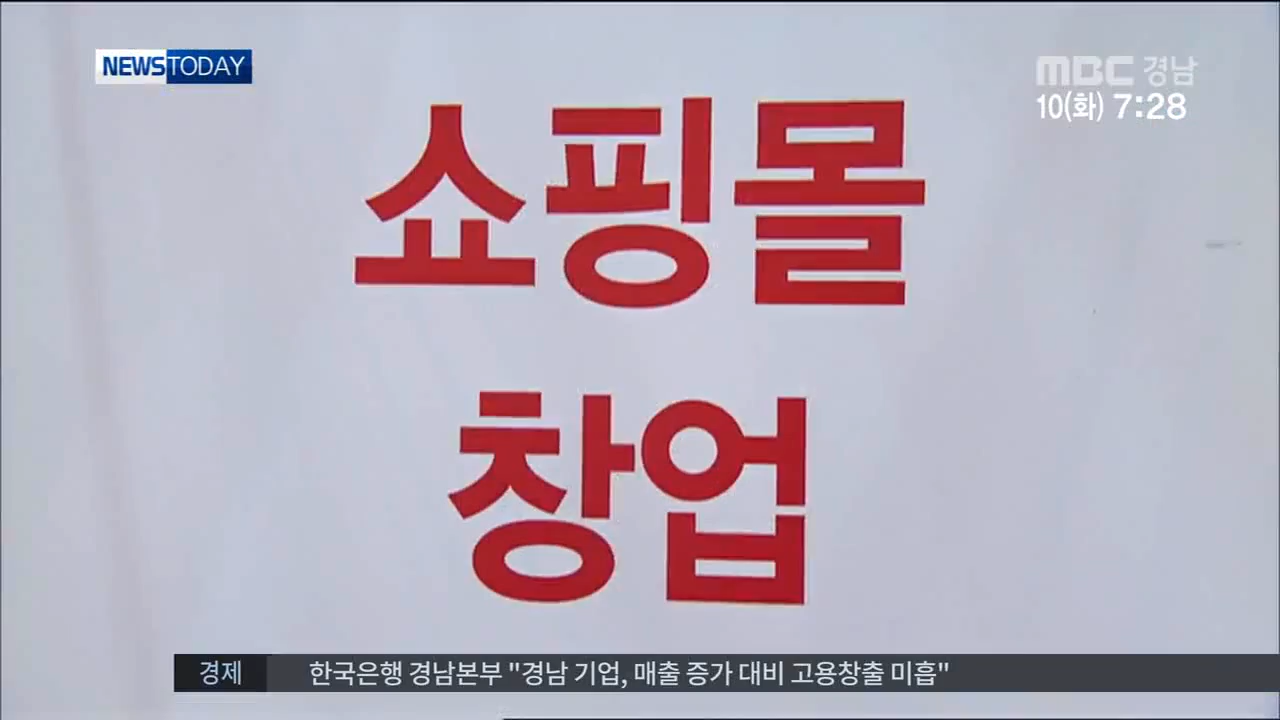 NEWSTODAY
MBC 경남
10(화) 7:28
쇼핑몰
창업
경제 한국은행 경남본부 "경남 기업, 매출 증가 대비 고용창출 미흡"